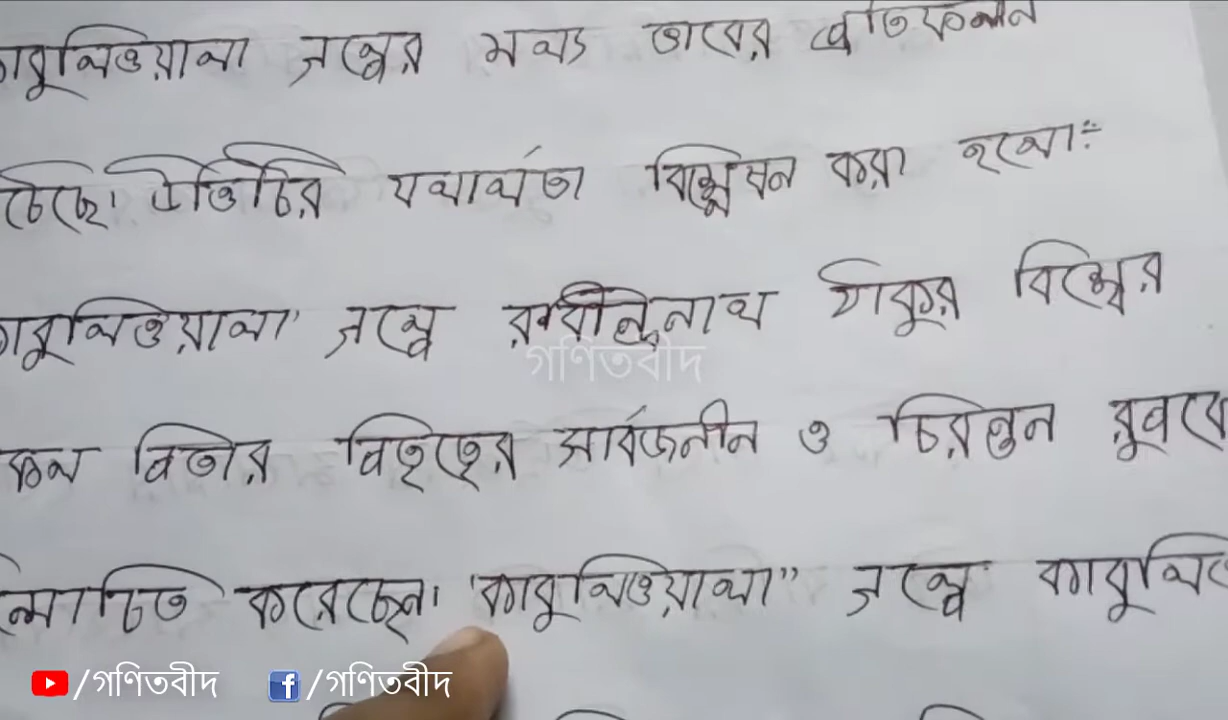 াবুলিওয়ালা গল্পের মধ্যে ভাবের প্রতিফলন
টেছে। উক্তিটির যথার্থতা বিশ্লেষন করা হলো:
াবুলিওয়ালা' গল্পে রবীন্দ্রনাথ ঠাকুর বিশ্বের
গণিতবীদ
কল পিতার পিতৃত্বের সার্বজনীন ও চিরন্তন রূপকে
ন্মোচিত করেছেন। 'কাবুলিওয়ালা" গল্পে কাবুলিও
/গণিতবীদ /গণিতবীদ